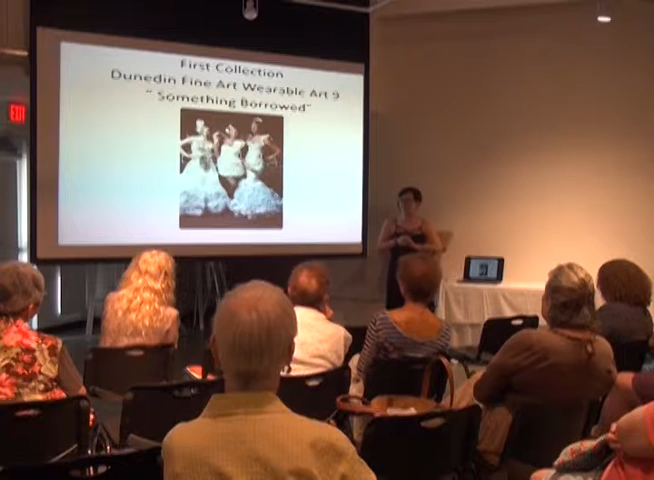 First Collection
Dunedin Fine Art Wearable Art 9
" Something Borrowed"
EXIT